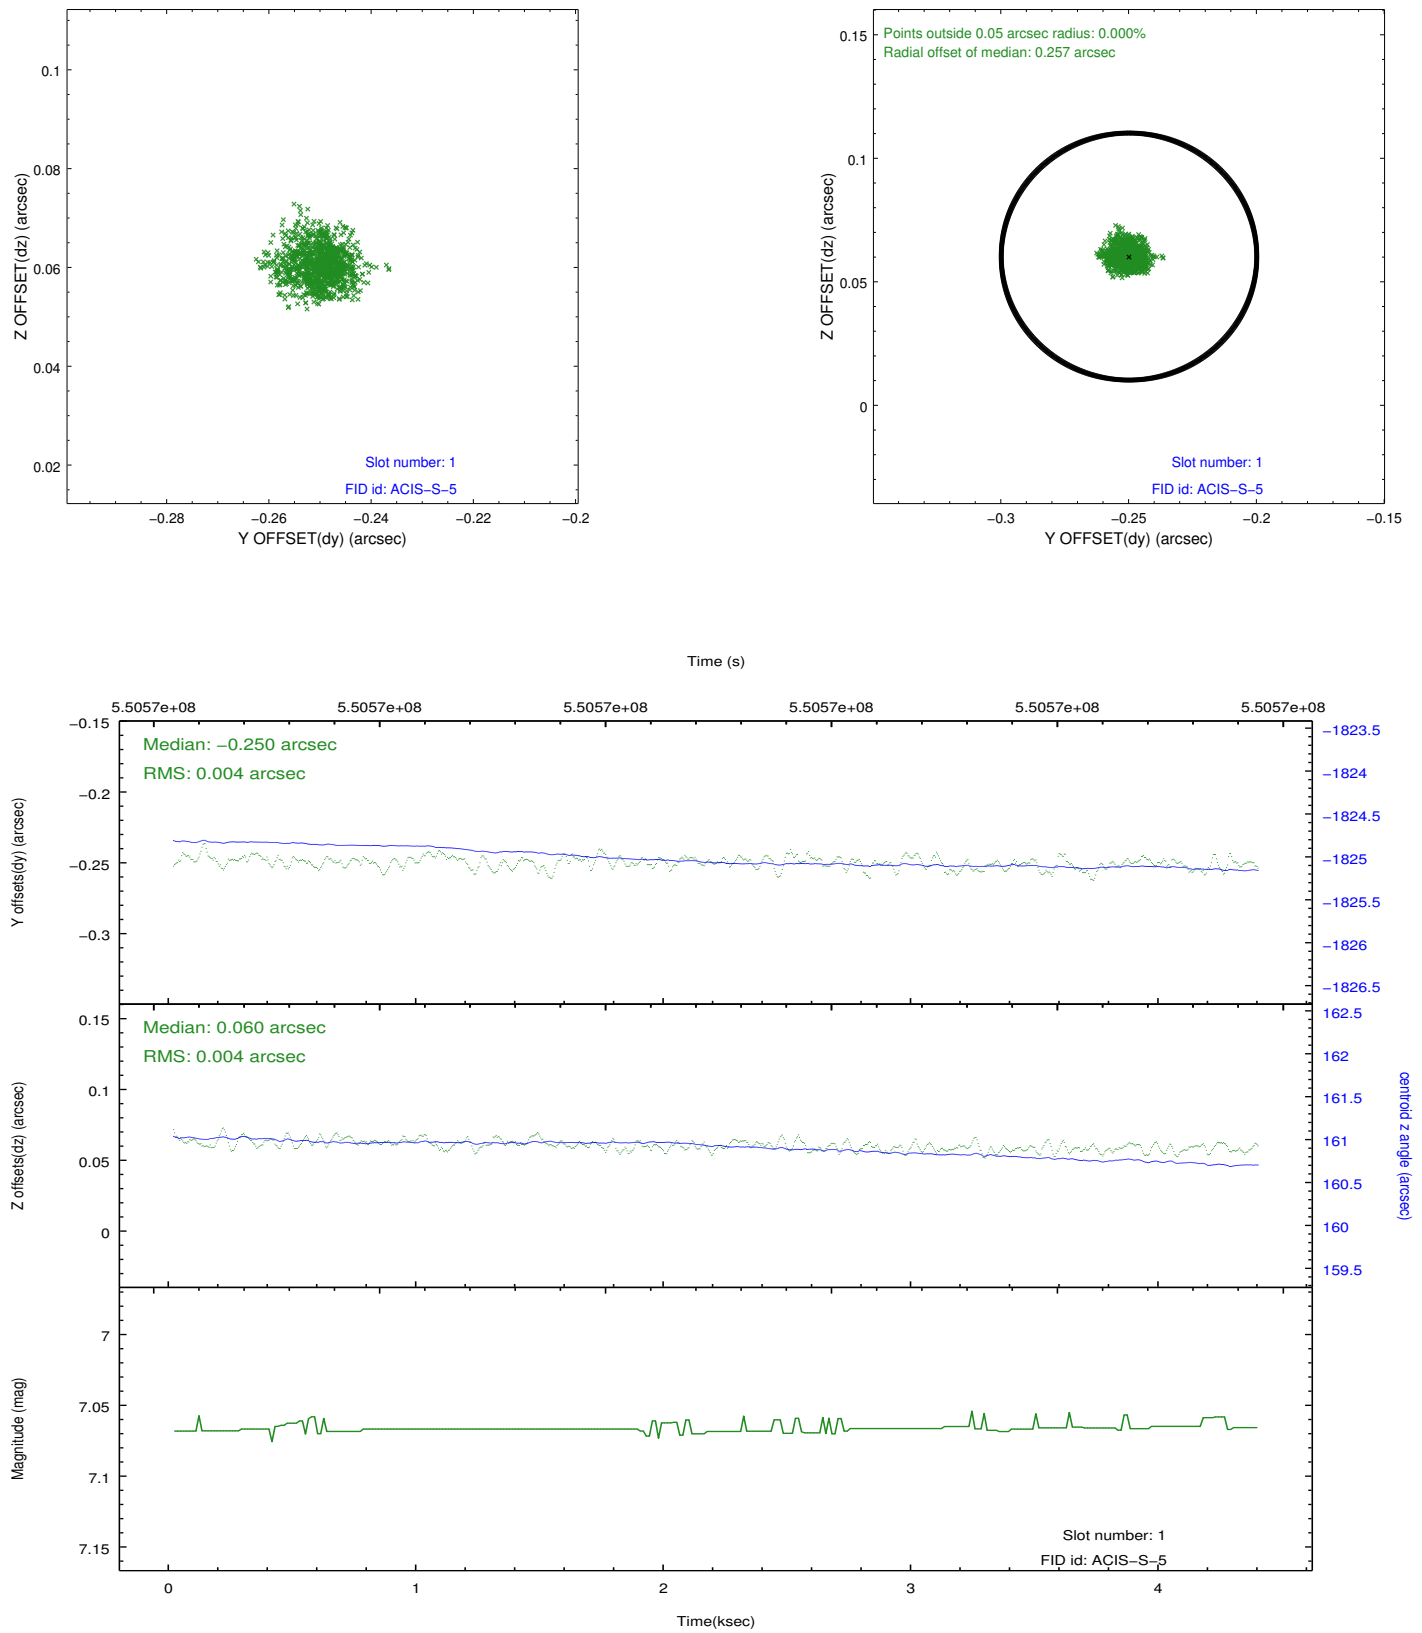 0.1
0.08
0.06
0.04
0.02
Z OFFSET(dz) (arcsec)
Slot number: 1
FID id: ACIS−S−5
−0.28 −0.26 −0.24 −0.22 −0.2
Y OFFSET(dy) (arcsec)
Points outside 0.05 arcsec radius: 0.000%
Radial offset of median: 0.257 arcsec
0.15
0.1
0.05
0
Z OFFSET(dz) (arcsec)
Slot number: 1
FID id: ACIS−S−5
−0.3 −0.25 −0.2 −0.15
Y OFFSET(dy) (arcsec)
Time (s)
5.5057e+08 5.5057e+08 5.5057e+08 5.5057e+08 5.5057e+08 5.5057e+08
−0.15
−0.2
−0.25
−0.3
Y offsets(dy) (arcsec)
Median: −0.250 arcsec
RMS: 0.004 arcsec
−1823.5
−1824
−1824.5
−1825
−1825.5
−1826
−1826.5
0.15
0.1
0.05
0
Z offsets(dz) (arcsec)
Median: 0.060 arcsec
RMS: 0.004 arcsec
162.5
162
161.5
161
160.5
160
159.5
centroid z angle (arcsec)
7
7.05
7.1
7.15
Magnitude (mag)
Slot number: 1
FID id: ACIS−S−5
0 1 2 3 4
Time(ksec)